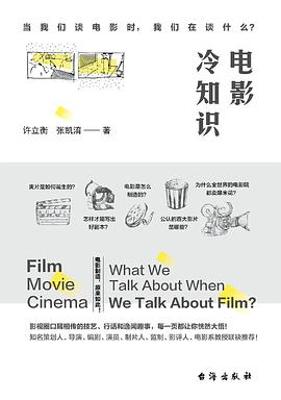 当我们谈电影时，我们在谈什么？
电影
冷知识
许立衡 张凯淯——著
奥片是如何诞生的？
电影是怎么
制造的？
为什么全世界的电影院
都卖爆米花？
怎样才能写出
好剧本？
公认的百大影片
是哪些？
Film
Movie
Cinema
电影制造，原来如此！
What We
Talk About When
We Talk About Film?
影视圈口耳相传的技艺、行话和逸闻趣事，每一页都让你恍然大悟！
知名策划人、导演、编剧、演员、制片人、监制、影评人、电影系教授联袂推荐！
台海出版社